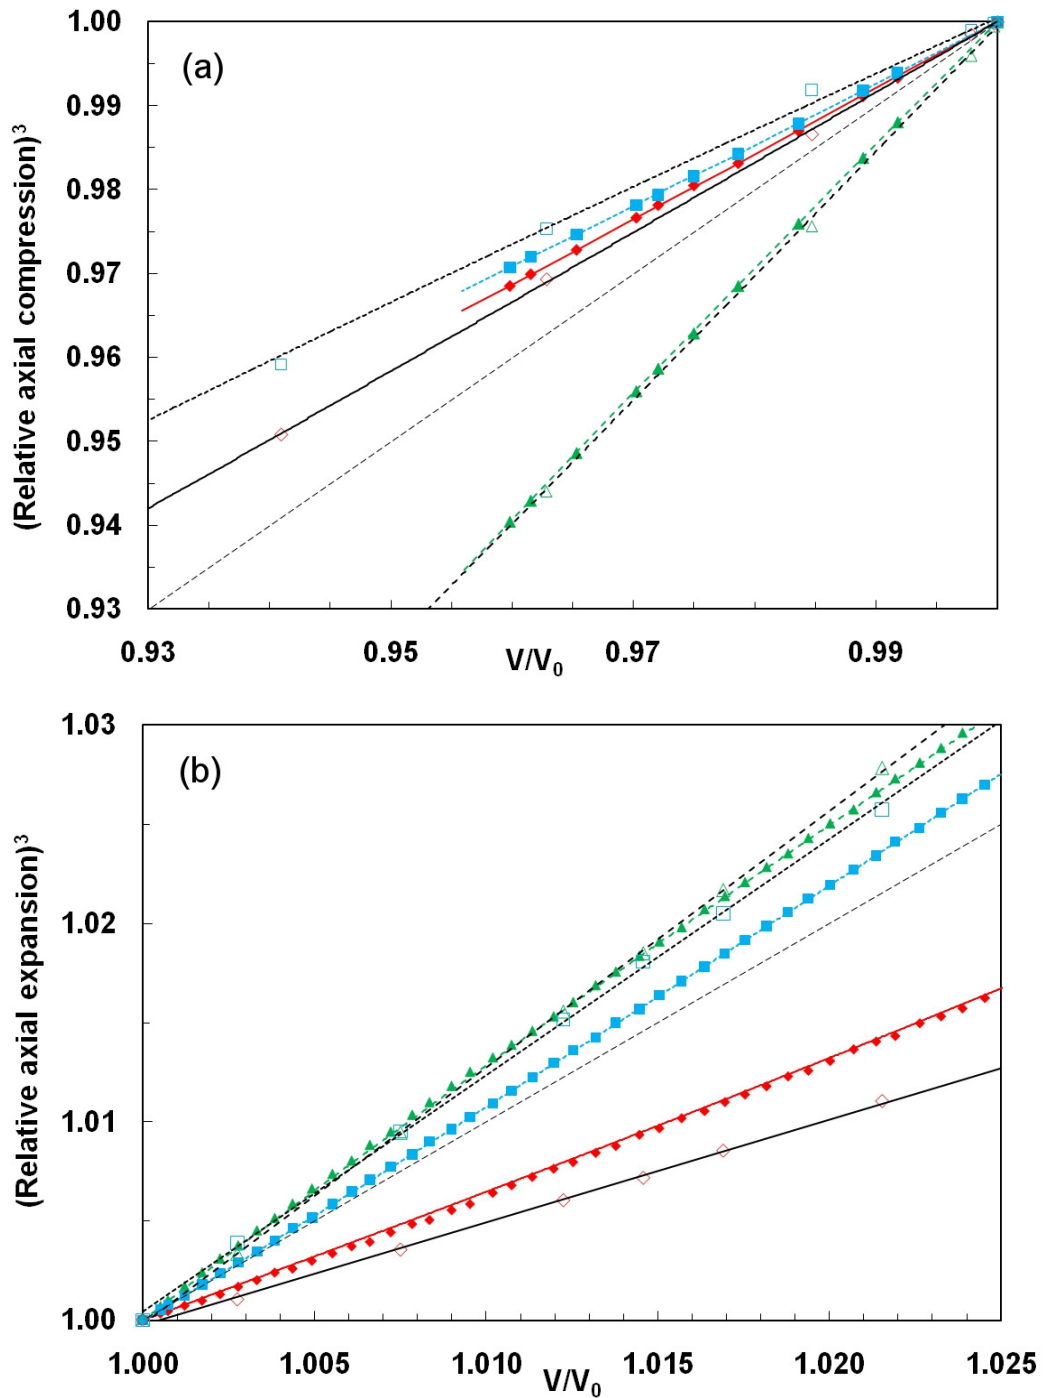 (a)
(Relative axial compression)³
1.00
0.99
0.98
0.97
0.96
0.95
0.94
0.93
0.93 0.95 0.97 0.99
V/V₀
(b)
(Relative axial expansion)³
1.03
1.02
1.01
1.00
1.000 1.005 1.010 1.015 1.020 1.025
V/V₀